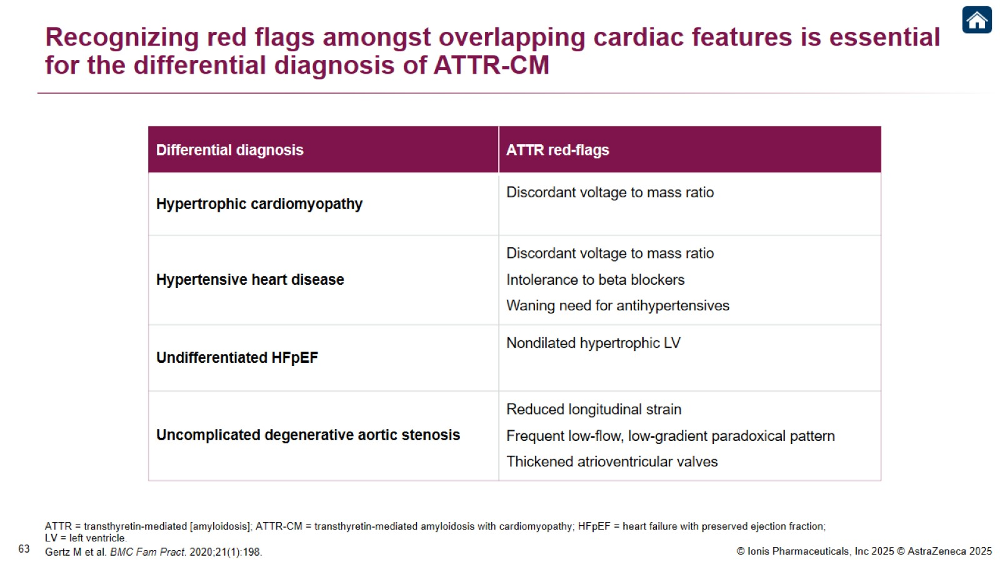 Recognizing red flags amongst overlapping cardiac features is essential
for the differential diagnosis of ATTR-CM
Differential diagnosis
ATTR red-flags
Hypertrophic cardiomyopathy
Discordant voltage to mass ratio
Hypertensive heart disease
Discordant voltage to mass ratio
Intolerance to beta blockers
Waning need for antihypertensives
Undifferentiated HFpEF
Nondilated hypertrophic LV
Uncomplicated degenerative aortic stenosis
Reduced longitudinal strain
Frequent low-flow, low-gradient paradoxical pattern
Thickened atrioventricular valves
ATTR = transthyretin-mediated [amyloidosis]; ATTR-CM = transthyretin-mediated amyloidosis with cardiomyopathy; HFpEF = heart failure with preserved ejection fraction;
LV = left ventricle.
63
Gertz M et al. BMC Fam Pract. 2020;21(1):198.
© Ionis Pharmaceuticals, Inc 2025 © AstraZeneca 2025